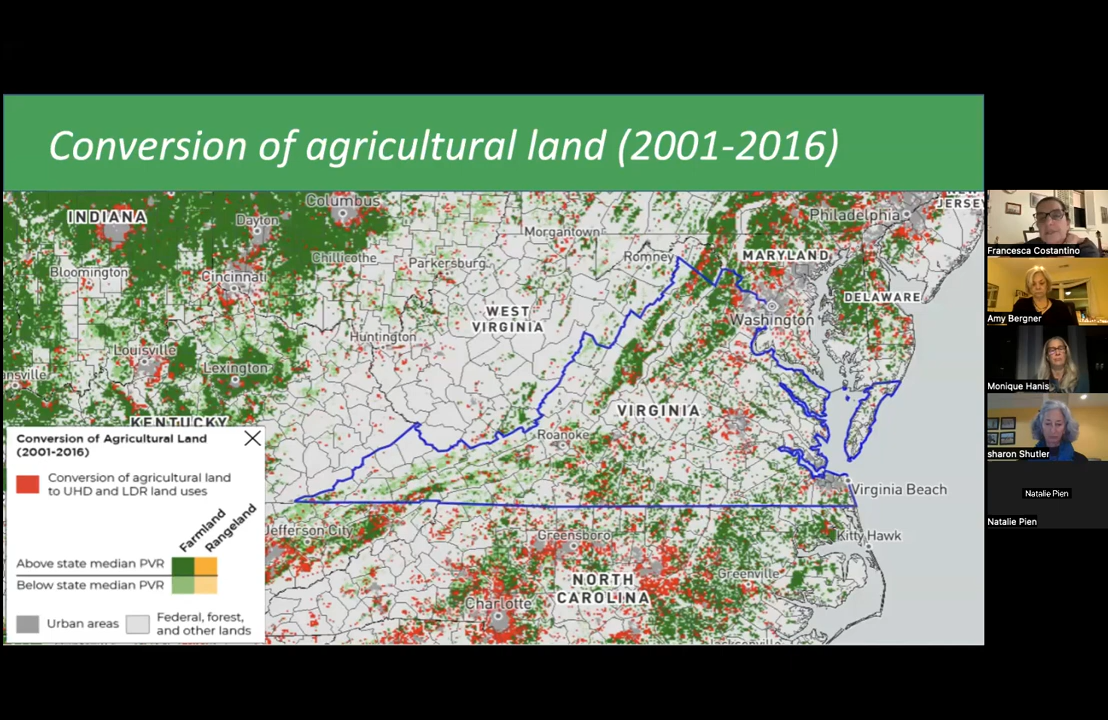 Conversion of agricultural land (2001-2016)
INDIANA
Dayton
Columbus
Bloomington
Cincinnati
Chillicothe
Parkersburg
Morgantown
Romney
MARYLAND
Philadelphia
JERSEY
DELAWARE
WEST
VIRGINIA
Washington
Huntington
Louisville
Lexington
nsville
KENTUCKY
VIRGINIA
Roanoke
Virginia Beach
Jefferson City
Greensboro
Kitty Hawk
NORTH
CAROLINA
Greenville
Charlotte
Jacksonville
Conversion of Agricultural Land
(2001-2016)
Conversion of agricultural land
to UHD and LDR land uses
Farmland
Rangeland
Above state median PVR
Below state median PVR
Urban areas
Federal, forest,
and other lands
Francesca Costantino
Amy Bergner
Monique Hanis
sharon Shutler
Natalie Pien
Natalie Pien